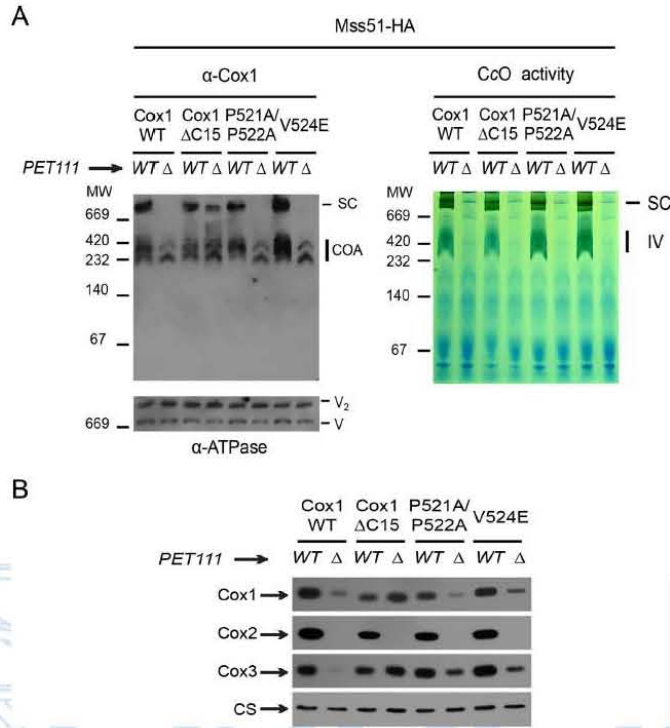 A
Mss51-HA
α-Cox1
CcO activity
Cox1 WT Cox1 ΔC15 P521A/P522A V524E
Cox1 WT Cox1 ΔC15 P521A/P522A V524E
PET111 WT Δ WT Δ WT Δ WT Δ
WT Δ WT Δ WT Δ WT Δ
MW
669
420
232
140
67
SC
COA
MW
669
420
232
140
67
SC
IV
669
V2
V
α-ATPase
B
Cox1 WT Cox1 ΔC15 P521A/P522A V524E
PET111 WT Δ WT Δ WT Δ WT Δ
Cox1
Cox2
Cox3
CS